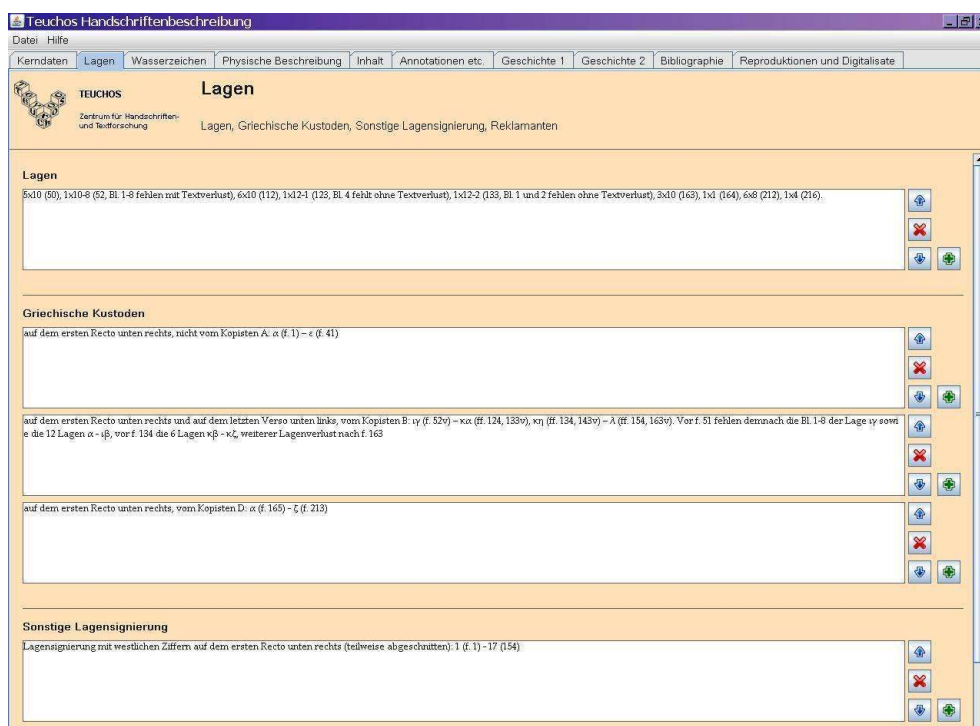 Teuchos Handschriftenbeschreibung
Datei Hilfe
Kerndaten Lagen Wasserzeichen Physische Beschreibung Inhalt Annotationen etc. Geschichte 1 Geschichte 2 Bibliographie Reproduktionen und Digitalisate
TEUCHOS
Zentrum für Handschriften-
und Textforschung
Lagen
Lagen, Griechische Kustoden, Sonstige Lagensignierung, Reklamanten
Lagen
5x10 (50), 1x10-8 (52, Bl. 1-8 fehlen mit Textverlust), 6x10 (112), 1x12-1 (123, Bl. 4 fehlt ohne Textverlust), 1x12-2 (133, Bl. 1 und 2 fehlen ohne Textverlust), 3x10 (163), 1x1 (164), 6x8 (212), 1x4 (216).
Griechische Kustoden
auf dem ersten Recto unten rechts, nicht vom Kopisten A: α (f. 1) – ε (f. 41)
auf dem ersten Recto unten rechts und auf dem letzten Verso unten links, vom Kopisten B: ιγ (f. 52v) – κα (ff. 124, 133v), κη (ff. 134, 143v) – λ (ff. 154, 163v). Vor f. 51 fehlen demnach die Bl. 1-8 der Lage ιγ sowi
e die 12 Lagen α - ιβ, vor f. 134 die 6 Lagen κβ - κζ, weiterer Lagenverlust nach f. 163
auf dem ersten Recto unten rechts, vom Kopisten D: α (f. 165) - ζ (f. 213)
Sonstige Lagensignierung
Lagensignierung mit westlichen Ziffern auf dem ersten Recto unten rechts (teilweise abgeschnitten): 1 (f. 1) - 17 (154)